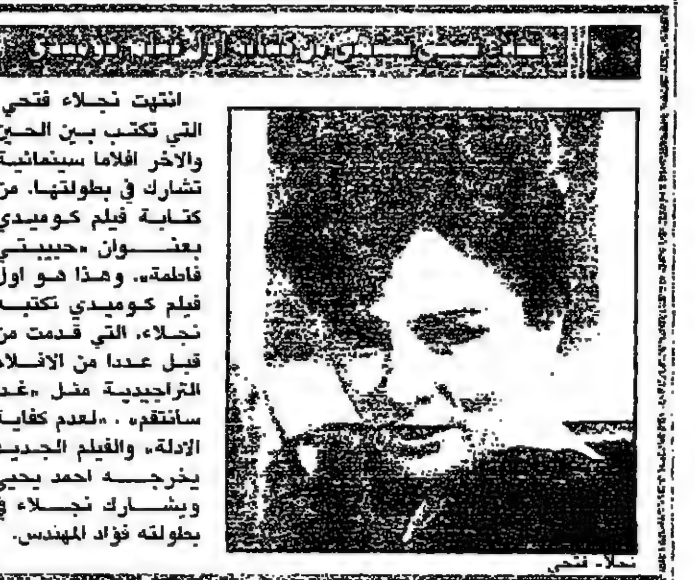 انتهت نجلاء فتحي
التي تكتب بين الحين
والاخر افلاما سينمائية
تشارك في بطولتها. من
كتابة فيلم كوميدي
بعنوان «حبيبتي
فاطمة». وهذا هو اول
فيلم كوميدي تكتبه
نجلاء، التي قدمت من
قبل عددا من الافلام
التراجيدية مثل «غدا
سأنتقم» . «لعدم كفاية
الادلة» والفيلم الجديد
يخرجه احمد يحيى
ويشارك نجلاء في
بطولته فؤاد المهندس.
نجلاء فتحي